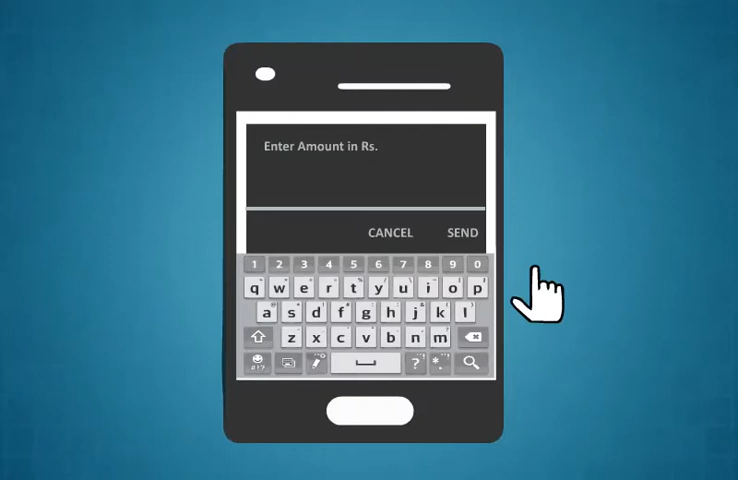 Enter Amount in Rs.
CANCEL SEND
1 2 3 4 5 6 7 8 9 0
q w e r t y u i o p
a s d f g h j k l
z x c v b n m
#!? ? *.